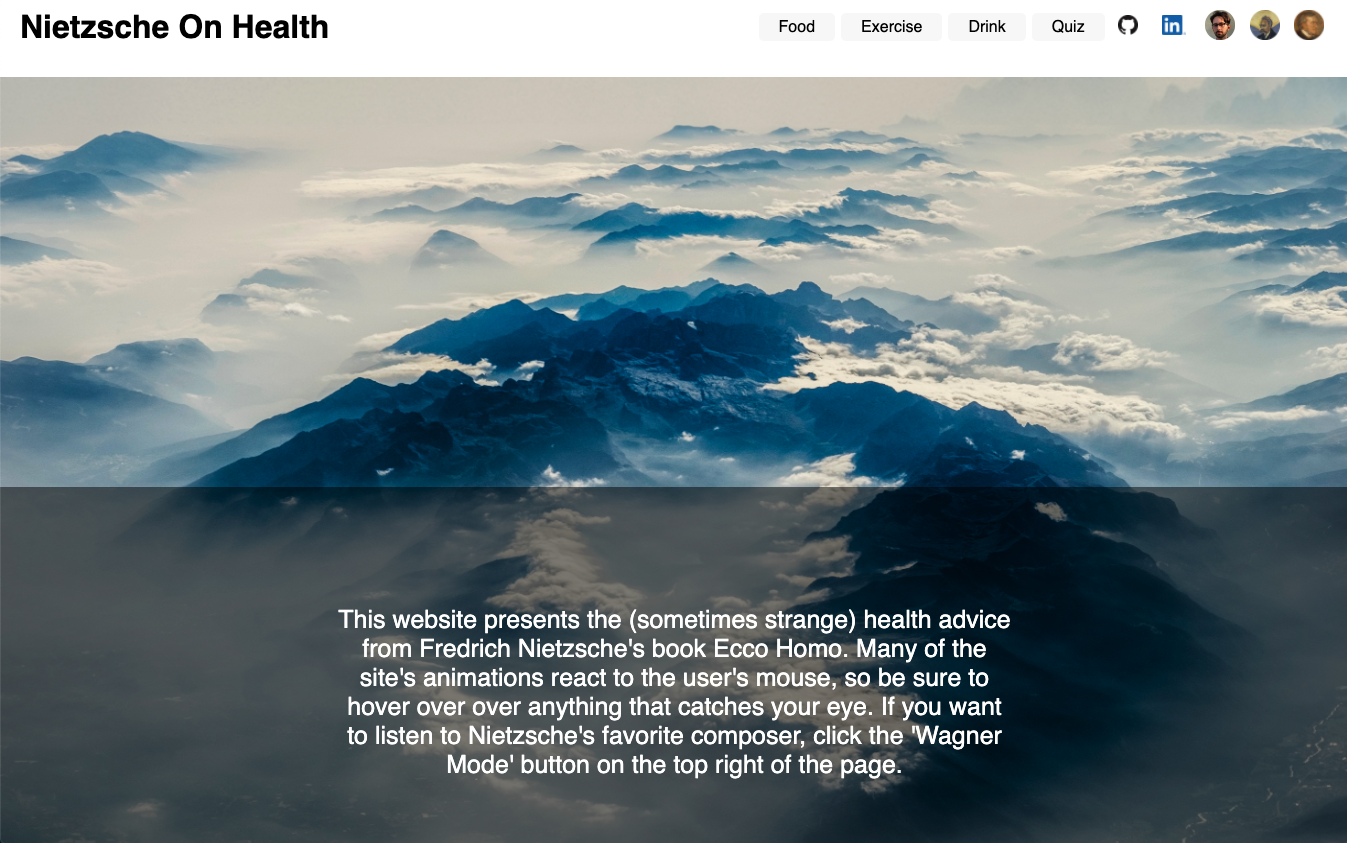 Nietzsche On Health
Food
Exercise
Drink
Quiz
in
This website presents the (sometimes strange) health advice
from Fredrich Nietzsche's book Ecco Homo. Many of the
site's animations react to the user's mouse, so be sure to
hover over over anything that catches your eye. If you want
to listen to Nietzsche's favorite composer, click the 'Wagner
Mode' button on the top right of the page.